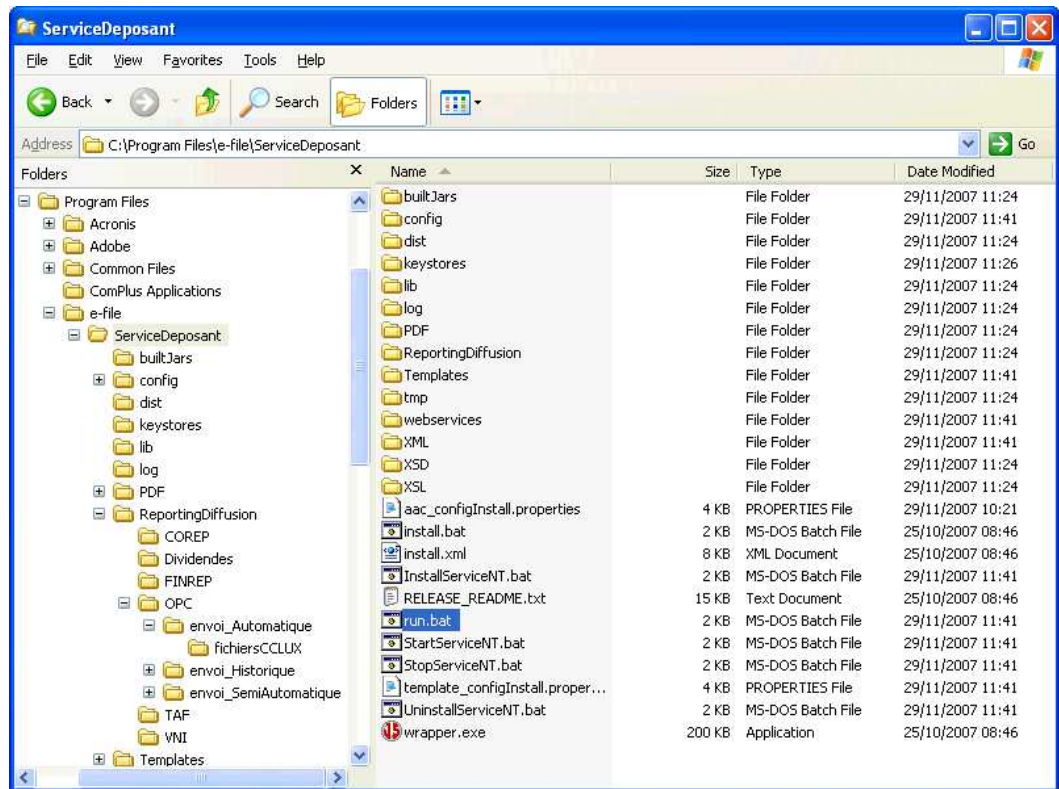 ServiceDeposant
File Edit View Favorites Tools Help
Back Search Folders
Address C:\Program Files\e-file\ServiceDeposant Go
Folders
Program Files
Acronis
Adobe
Common Files
ComPlus Applications
e-file
ServiceDeposant
builtJars
config
dist
keystores
lib
log
PDF
ReportingDiffusion
COREP
Dividendes
FINREP
OPC
envoi_Automatique
fichiersCCLUX
envoi_Historique
envoi_SemiAutomatique
TAF
VNI
Templates
Name Size Type Date Modified
builtJars File Folder 29/11/2007 11:24
config File Folder 29/11/2007 11:41
dist File Folder 29/11/2007 11:24
keystores File Folder 29/11/2007 11:26
lib File Folder 29/11/2007 11:24
log File Folder 29/11/2007 11:24
PDF File Folder 29/11/2007 11:24
ReportingDiffusion File Folder 29/11/2007 11:24
Templates File Folder 29/11/2007 11:41
tmp File Folder 29/11/2007 11:24
webservices File Folder 29/11/2007 11:41
XML File Folder 29/11/2007 11:41
XSD File Folder 29/11/2007 11:24
XSL File Folder 29/11/2007 11:24
aac_configInstall.properties 4 KB PROPERTIES File 29/11/2007 10:21
install.bat 2 KB MS-DOS Batch File 25/10/2007 08:46
install.xml 8 KB XML Document 25/10/2007 08:46
InstallServiceNT.bat 2 KB MS-DOS Batch File 29/11/2007 11:41
RELEASE_README.txt 15 KB Text Document 25/10/2007 08:46
run.bat 2 KB MS-DOS Batch File 29/11/2007 11:41
StartServiceNT.bat 2 KB MS-DOS Batch File 29/11/2007 11:41
StopServiceNT.bat 2 KB MS-DOS Batch File 29/11/2007 11:41
template_configInstall.proper... 4 KB PROPERTIES File 29/11/2007 11:41
UninstallServiceNT.bat 2 KB MS-DOS Batch File 29/11/2007 11:41
wrapper.exe 200 KB Application 25/10/2007 08:46